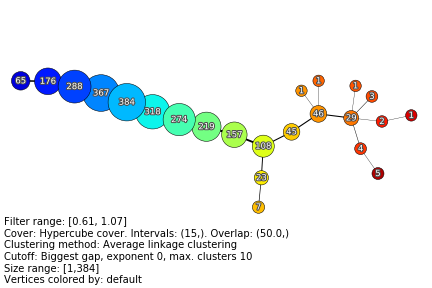 65 176 288 367 384 318 274 219 157 108 45 46 29
1 1 1 3 2 1
4 5
23
7
Filter range: [0.61, 1.07]
Cover: Hypercube cover. Intervals: (15,). Overlap: (50.0,)
Clustering method: Average linkage clustering
Cutoff: Biggest gap, exponent 0, max. clusters 10
Size range: [1,384]
Vertices colored by: default